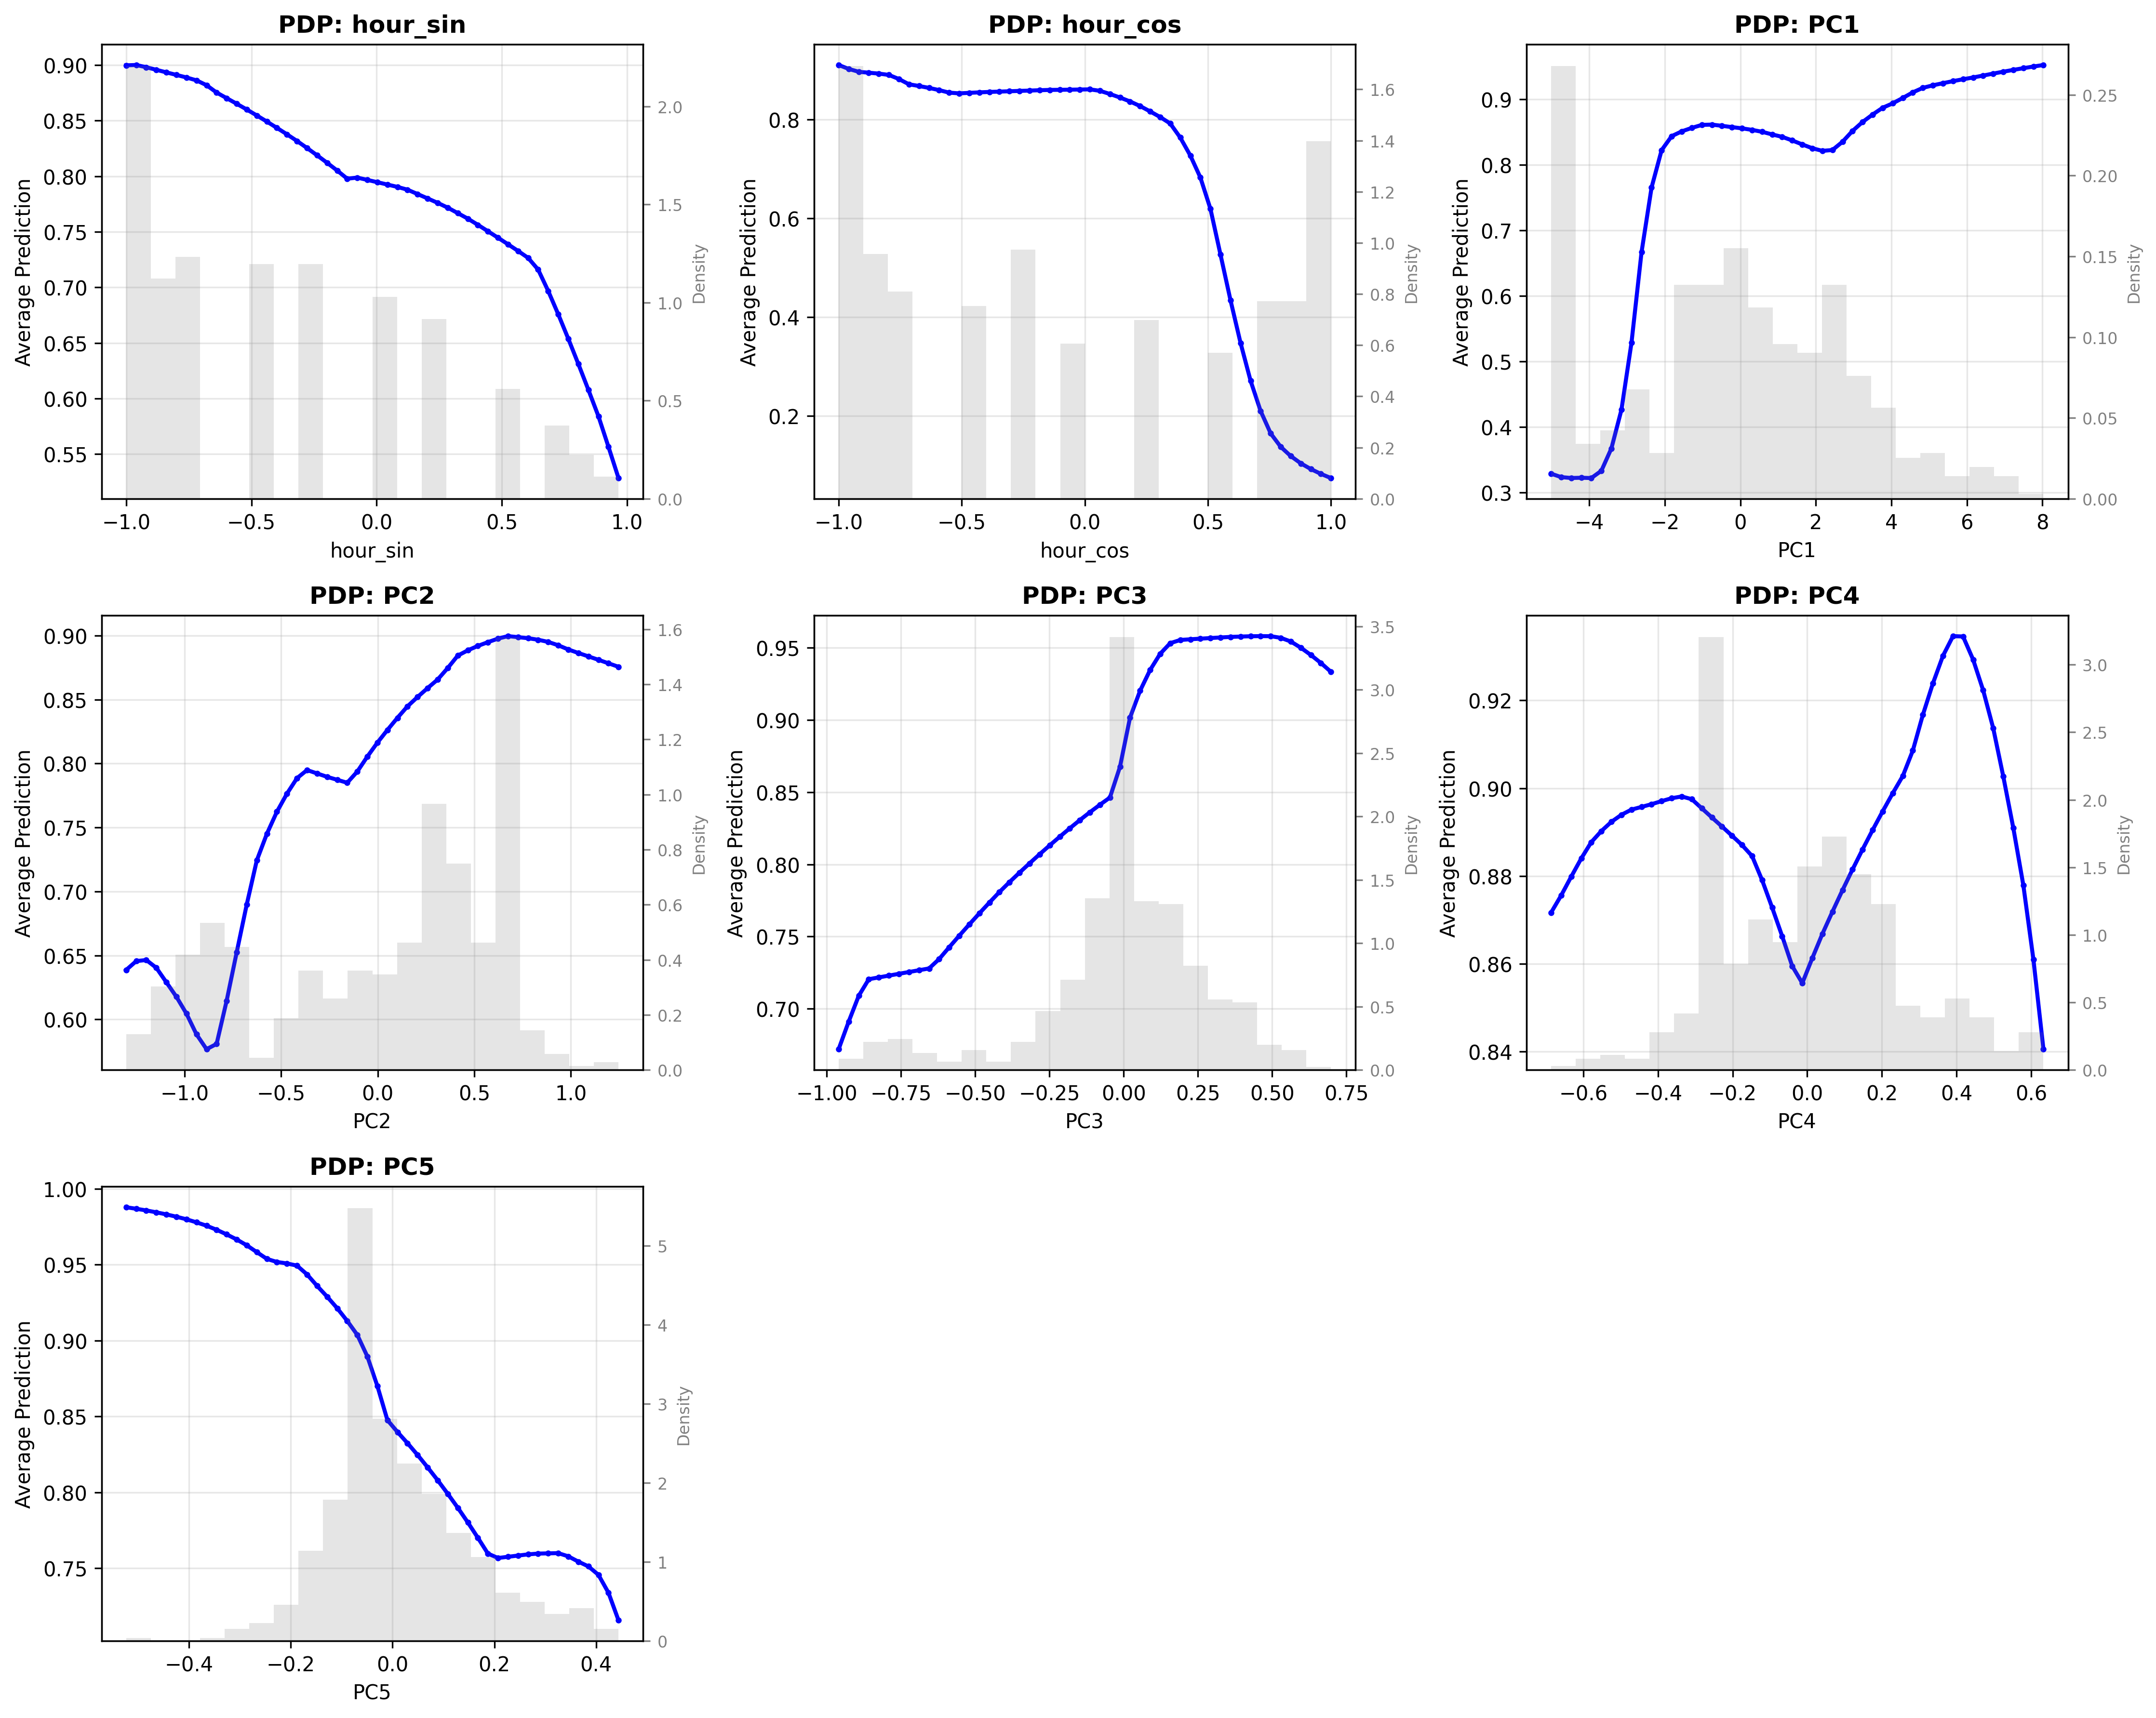 PDP: hour_sin
0.90
0.85
0.80
0.75
0.70
0.65
0.60
0.55
Average Prediction
2.0
1.5
1.0
0.5
0.0
Density
−1.0 −0.5 0.0 0.5 1.0
hour_sin
PDP: hour_cos
0.8
0.6
0.4
0.2
Average Prediction
1.6
1.4
1.2
1.0
0.8
0.6
0.4
0.2
0.0
Density
−1.0 −0.5 0.0 0.5 1.0
hour_cos
PDP: PC1
0.9
0.8
0.7
0.6
0.5
0.4
0.3
Average Prediction
0.25
0.20
0.15
0.10
0.05
0.00
Density
−4 −2 0 2 4 6 8
PC1
PDP: PC2
0.90
0.85
0.80
0.75
0.70
0.65
0.60
Average Prediction
1.6
1.4
1.2
1.0
0.8
0.6
0.4
0.2
0.0
Density
−1.0 −0.5 0.0 0.5 1.0
PC2
PDP: PC3
0.95
0.90
0.85
0.80
0.75
0.70
Average Prediction
3.5
3.0
2.5
2.0
1.5
1.0
0.5
0.0
Density
−1.00 −0.75 −0.50 −0.25 0.00 0.25 0.50 0.75
PC3
PDP: PC4
0.92
0.90
0.88
0.86
0.84
Average Prediction
3.0
2.5
2.0
1.5
1.0
0.5
0.0
Density
−0.6 −0.4 −0.2 0.0 0.2 0.4 0.6
PC4
PDP: PC5
1.00
0.95
0.90
0.85
0.80
0.75
Average Prediction
5
4
3
2
1
0
Density
−0.4 −0.2 0.0 0.2 0.4
PC5